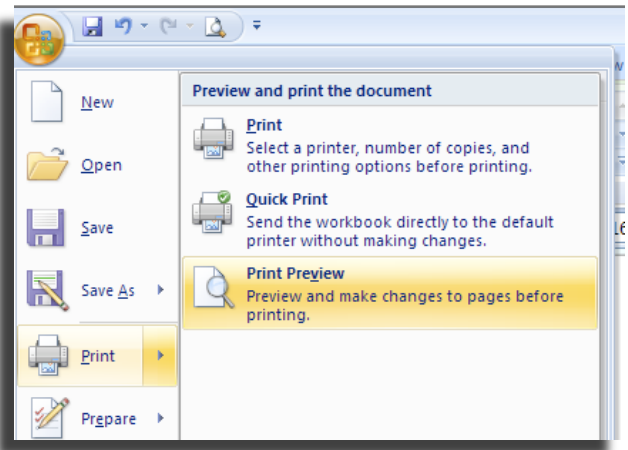 New
Open
Save
Save As
Print
Prepare
Preview and print the document
Print
Select a printer, number of copies, and
other printing options before printing.
Quick Print
Send the workbook directly to the default
printer without making changes.
Print Preview
Preview and make changes to pages before
printing.